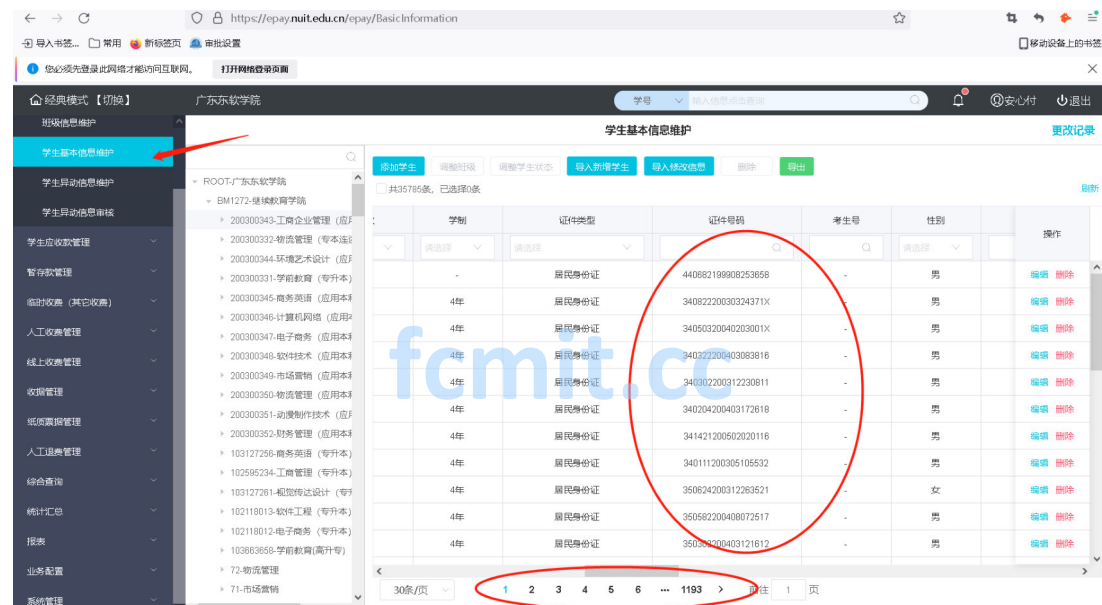 https://epay.nuit.edu.cn/epay/BasicInformation
导入书签... 常用 新标签页 审批设置 移动设备上的书签
您必须先登录此网络才能访问互联网。 打开网络登录页面
经典模式 【切换】 广东东软学院 学号 输入信息点击查询 安心付 退出
班级信息维护
学生基本信息维护
学生异动信息维护
学生异动信息审核
学生应收款管理
暂存款管理
临时收费（其它收费）
人工收费管理
线上收费管理
收据管理
纸质票据管理
人工退费管理
综合查询
统计汇总
报表
业务配置
系统管理
ROOT-广东东软学院
BM1272-继续教育学院
200300343-工商企业管理（应用
200300332-物流管理（专本连读
200300344-环境艺术设计（应用
200300331-学前教育（专升本）
200300345-商务英语（应用本科
200300346-计算机网络（应用本
200300347-电子商务（应用本科
200300348-软件技术（应用本科
200300349-市场营销（应用本科
200300350-物流管理（应用本科
200300351-动漫制作技术（应用
200300352-财务管理（应用本科
103127256-商务英语（专升本）
102595234-工商管理（专升本）
103127261-视觉传达设计（专升
102118013-软件工程（专升本）
102118012-电子商务（专升本）
103663658-学前教育(高升专)
72-物流管理
71-市场营销
学生基本信息维护 更改记录
添加学生 调整班级 调整学生状态 导入新增学生 导入修改信息 删除 导出
共35785条，已选择0条 刷新
学制 证件类型 证件号码 考生号 性别 操作
请选择 请选择 请选择
- 居民身份证 440682199908253658 - 男 编辑 删除
4年 居民身份证 34082220030324371X - 男 编辑 删除
4年 居民身份证 34050320040203001X - 男 编辑 删除
4年 居民身份证 340322200403083816 - 男 编辑 删除
4年 居民身份证 340302200312230811 - 男 编辑 删除
4年 居民身份证 340204200403172618 - 男 编辑 删除
4年 居民身份证 341421200502020116 - 男 编辑 删除
4年 居民身份证 340111200305105532 - 男 编辑 删除
4年 居民身份证 350624200312263521 - 女 编辑 删除
4年 居民身份证 350582200408072517 - 男 编辑 删除
4年 居民身份证 - 男 编辑 删除
30条/页 1 2 3 4 5 6 ... 1193 前往 1 页
fcmit.cc